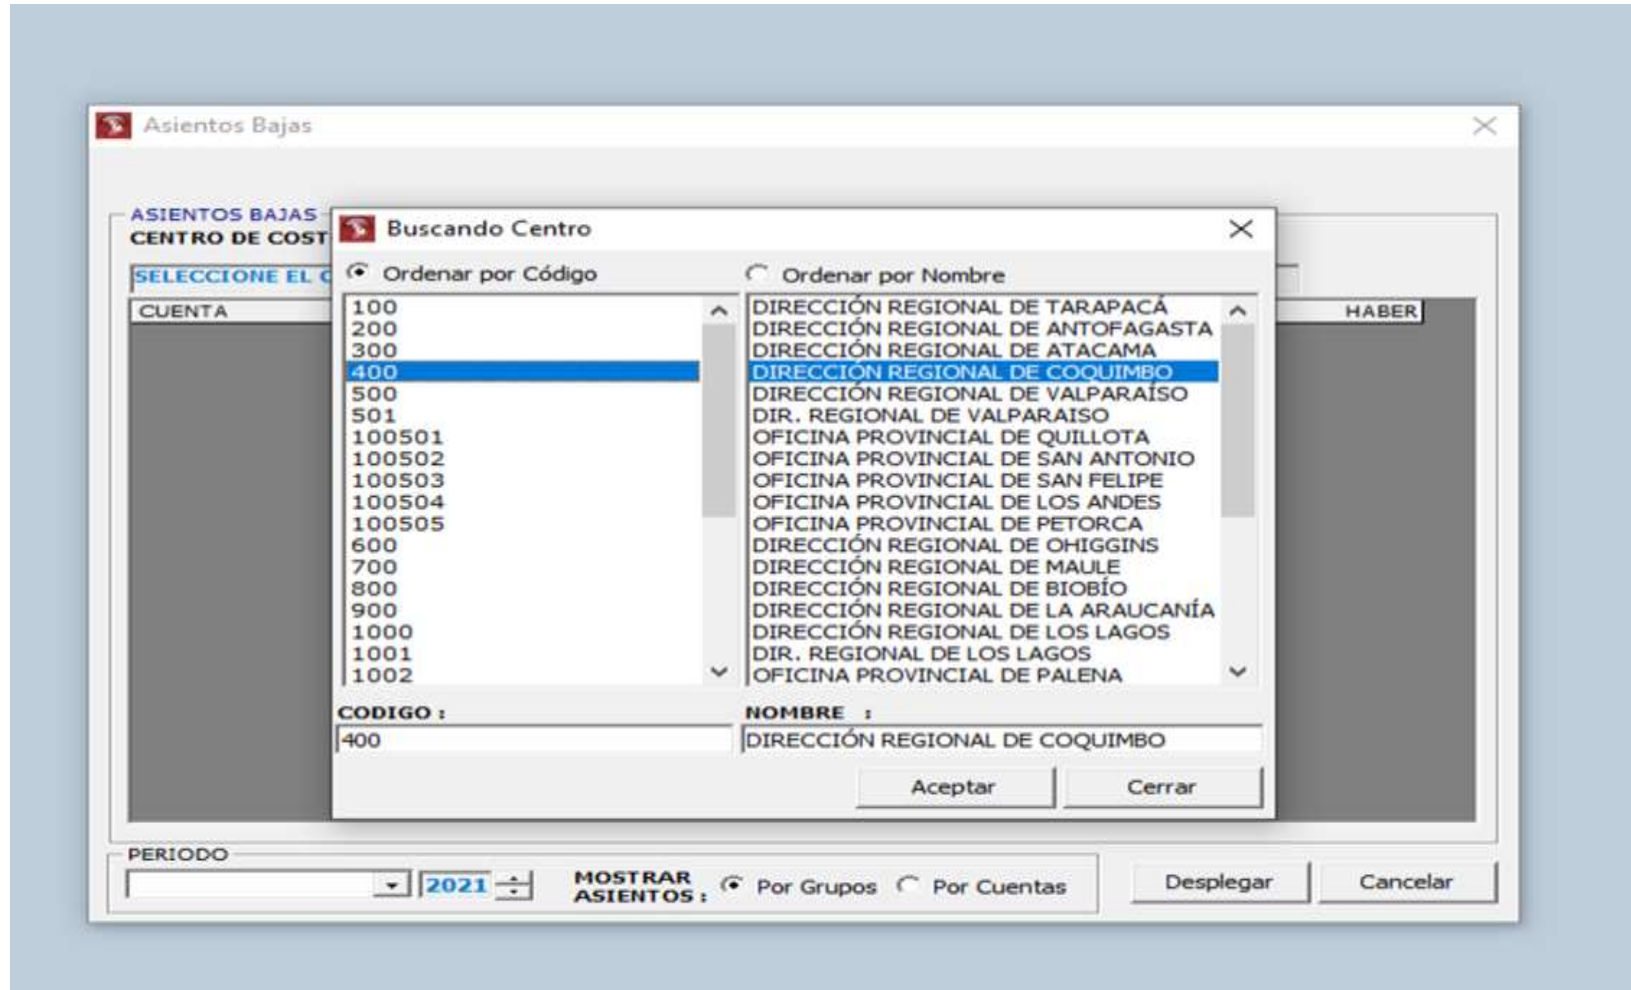 Asientos Bajas
ASIENTOS BAJAS
CENTRO DE COST
SELECCIONE EL
CUENTA HABER
Buscando Centro
Ordenar por Código Ordenar por Nombre
100 DIRECCIÓN REGIONAL DE TARAPACÁ
200 DIRECCIÓN REGIONAL DE ANTOFAGASTA
300 DIRECCIÓN REGIONAL DE ATACAMA
400 DIRECCIÓN REGIONAL DE COQUIMBO
500 DIRECCIÓN REGIONAL DE VALPARAÍSO
501 DIR. REGIONAL DE VALPARAISO
100501 OFICINA PROVINCIAL DE QUILLOTA
100502 OFICINA PROVINCIAL DE SAN ANTONIO
100503 OFICINA PROVINCIAL DE SAN FELIPE
100504 OFICINA PROVINCIAL DE LOS ANDES
100505 OFICINA PROVINCIAL DE PETORCA
600 DIRECCIÓN REGIONAL DE OHIGGINS
700 DIRECCIÓN REGIONAL DE MAULE
800 DIRECCIÓN REGIONAL DE BIOBÍO
900 DIRECCIÓN REGIONAL DE LA ARAUCANÍA
1000 DIRECCIÓN REGIONAL DE LOS LAGOS
1001 DIR. REGIONAL DE LOS LAGOS
1002 OFICINA PROVINCIAL DE PALENA
CODIGO : NOMBRE :
400 DIRECCIÓN REGIONAL DE COQUIMBO
Aceptar Cerrar
PERIODO
2021 MOSTRAR ASIENTOS : Por Grupos Por Cuentas Desplegar Cancelar